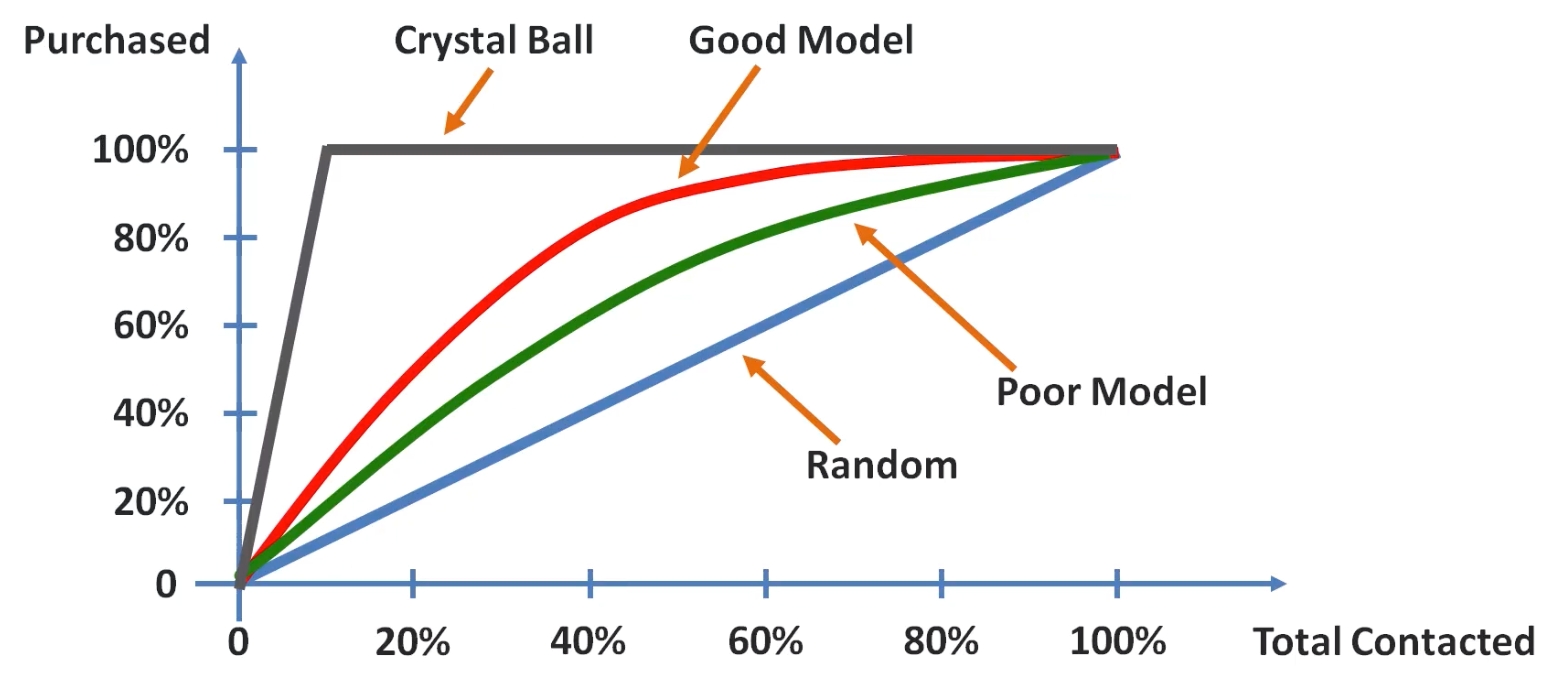 Purchased
Crystal Ball
Good Model
100%
80%
60%
40%
20%
0
Poor Model
Random
0 20% 40% 60% 80% 100% Total Contacted